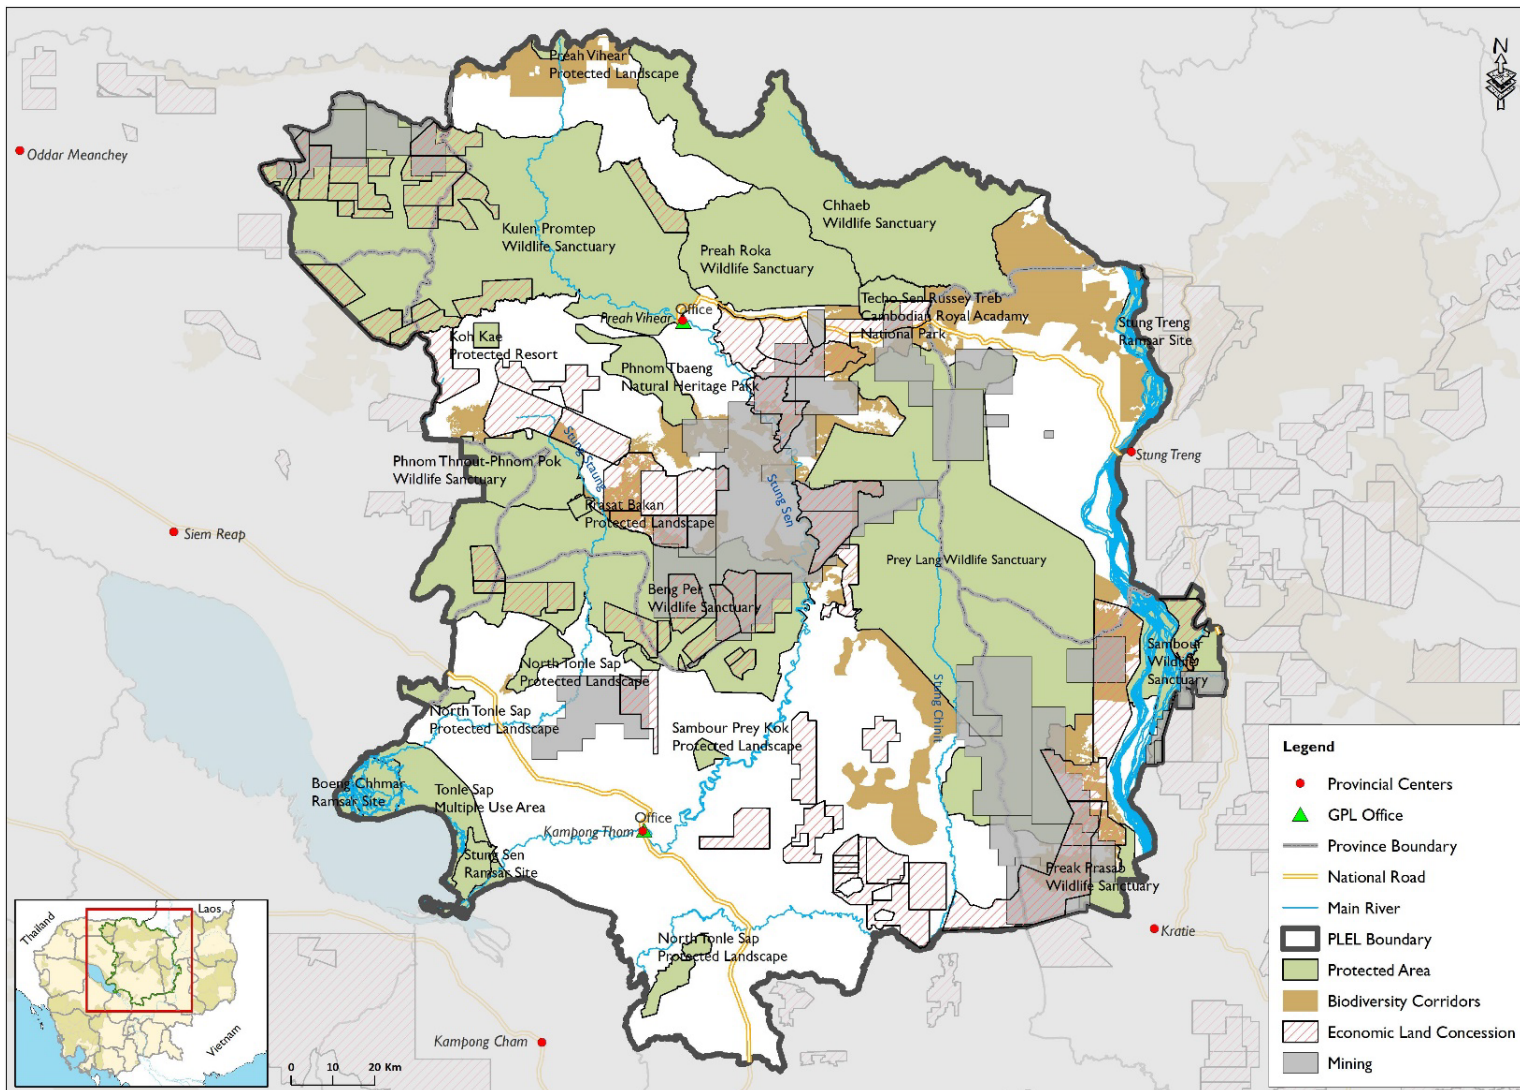 N
Preah Vihear
Protected Landscape
Oddar Meanchey
Chhaeb
Wildlife Sanctuary
Kulen Promtep
Wildlife Sanctuary
Preah Roka
Wildlife Sanctuary
Techo Sen Russey Treb
Cambodian Royal Acadamy
National Park
Office
Preah Vihear
Stung Treng
Ramsar Site
Koh Kae
Protected Resort
Phnom Tbaeng
Natural Heritage Park
Stung Treng
Phnom Thnout-Phnom Pok
Wildlife Sanctuary
Stung Staung
Stung Sen
Prasat Bakan
Protected Landscape
Siem Reap
Prey Lang Wildlife Sanctuary
Beng Per
Wildlife Sanctuary
Sambour
Wildlife
Sanctuary
North Tonle Sap
Protected Landscape
North Tonle Sap
Protected Landscape
Stung Chinit
Sambour Prey Kok
Protected Landscape
Boeng Chhmar
Ramsar Site
Tonle Sap
Multiple Use Area
Office
Kampong Thom
Stung Sen
Ramsar Site
Preak Prasab
Wildlife Sanctuary
Kratie
North Tonle Sap
Protected Landscape
Kampong Cham
0 10 20 Km
Thailand
Laos
Vietnam
Legend
Provincial Centers
GPL Office
Province Boundary
National Road
Main River
PLEL Boundary
Protected Area
Biodiversity Corridors
Economic Land Concession
Mining